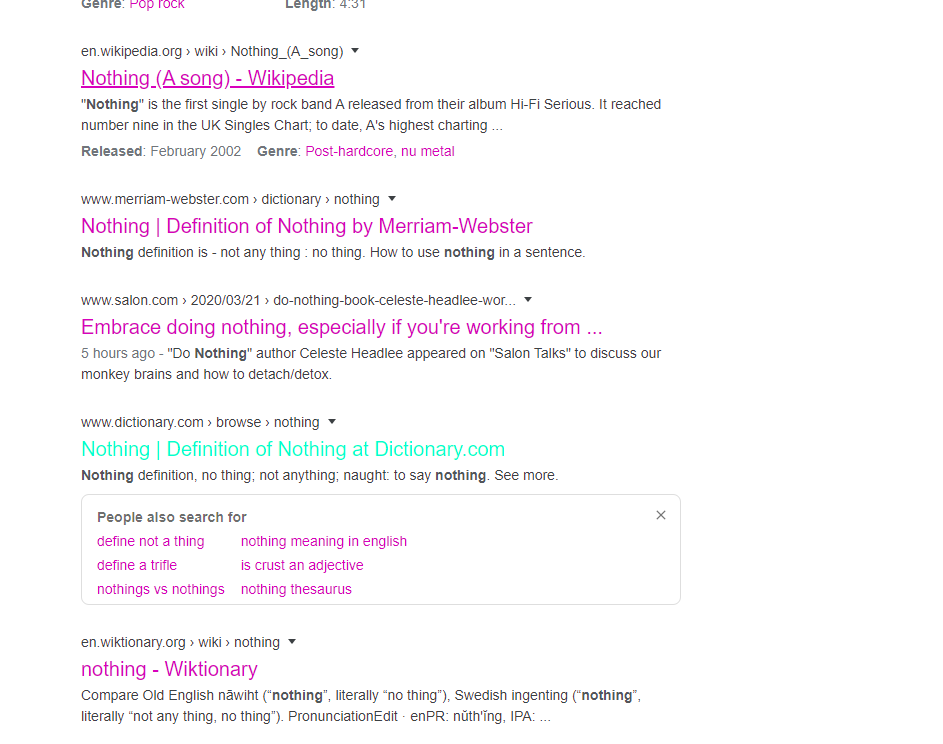 Genre: Pop rock Length: 4:31
en.wikipedia.org › wiki › Nothing_(A_song)
Nothing (A song) - Wikipedia
"Nothing" is the first single by rock band A released from their album Hi-Fi Serious. It reached
number nine in the UK Singles Chart; to date, A's highest charting ...
Released: February 2002 Genre: Post-hardcore, nu metal
www.merriam-webster.com › dictionary › nothing
Nothing | Definition of Nothing by Merriam-Webster
Nothing definition is - not any thing : no thing. How to use nothing in a sentence.
www.salon.com › 2020/03/21 › do-nothing-book-celeste-headlee-wor...
Embrace doing nothing, especially if you're working from ...
5 hours ago - "Do Nothing" author Celeste Headlee appeared on "Salon Talks" to discuss our
monkey brains and how to detach/detox.
www.dictionary.com › browse › nothing
Nothing | Definition of Nothing at Dictionary.com
Nothing definition, no thing; not anything; naught: to say nothing. See more.
People also search for
define not a thing nothing meaning in english
define a trifle is crust an adjective
nothings vs nothings nothing thesaurus
en.wiktionary.org › wiki › nothing
nothing - Wiktionary
Compare Old English nāwiht (“nothing”, literally “no thing”), Swedish ingenting (“nothing”,
literally “not any thing, no thing”). PronunciationEdit · enPR: nŭth'ĭng, IPA: ...